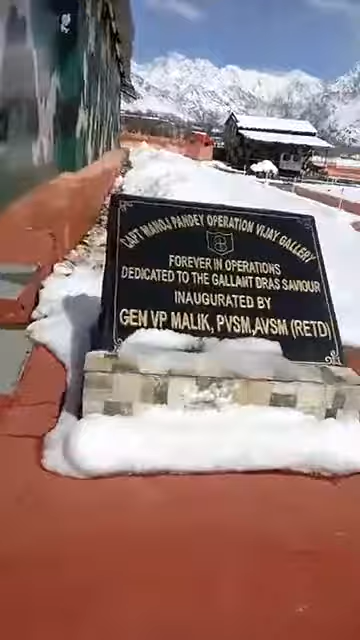 CAPT MANOJ PANDEY OPERATION VIJAY GALLERY
FOREVER IN OPERATIONS
DEDICATED TO THE GALLANT DRAS SAVIOUR
INAUGURATED BY
GEN VP MALIK, PVSM,AVSM (RETD)